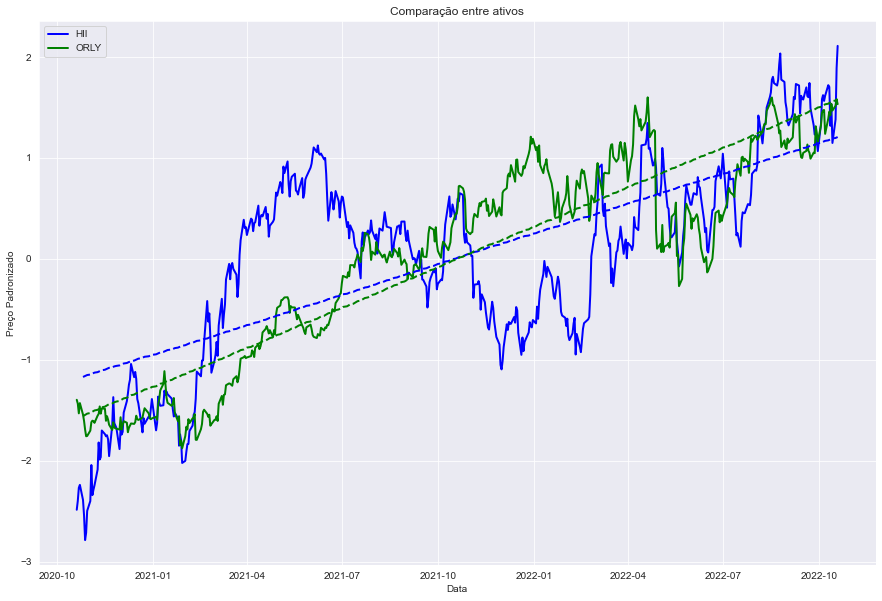 Comparação entre ativos
HII
ORLY
Preço Padronizado
2
1
0
−1
−2
−3
2020-10 2021-01 2021-04 2021-07 2021-10 2022-01 2022-04 2022-07 2022-10
Data